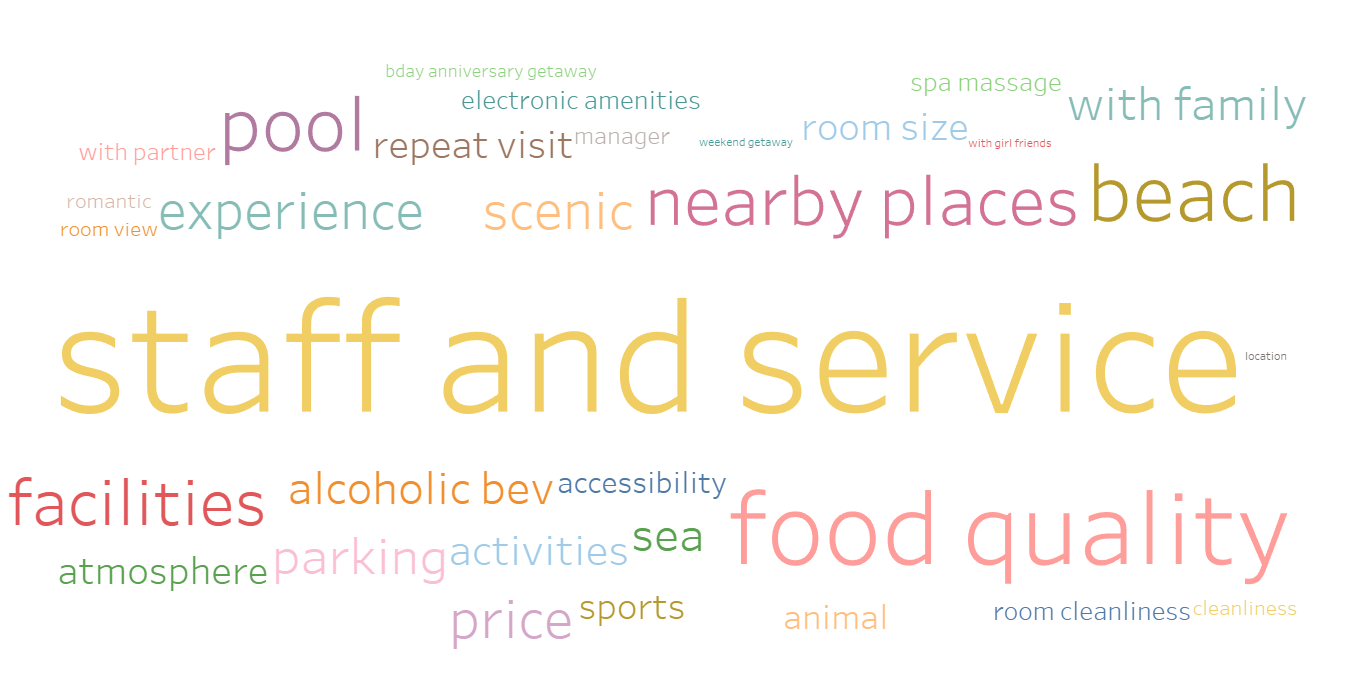 bday anniversary getaway
electronic amenities
spa massage
with family
pool
repeat visit
manager
weekend getaway
room size
with girl friends
with partner
romantic
room view
experience
scenic
nearby places
beach
staff and service
location
facilities
alcoholic bev
accessibility
food quality
atmosphere
parking
activities
sea
price
sports
animal
room cleanliness
cleanliness